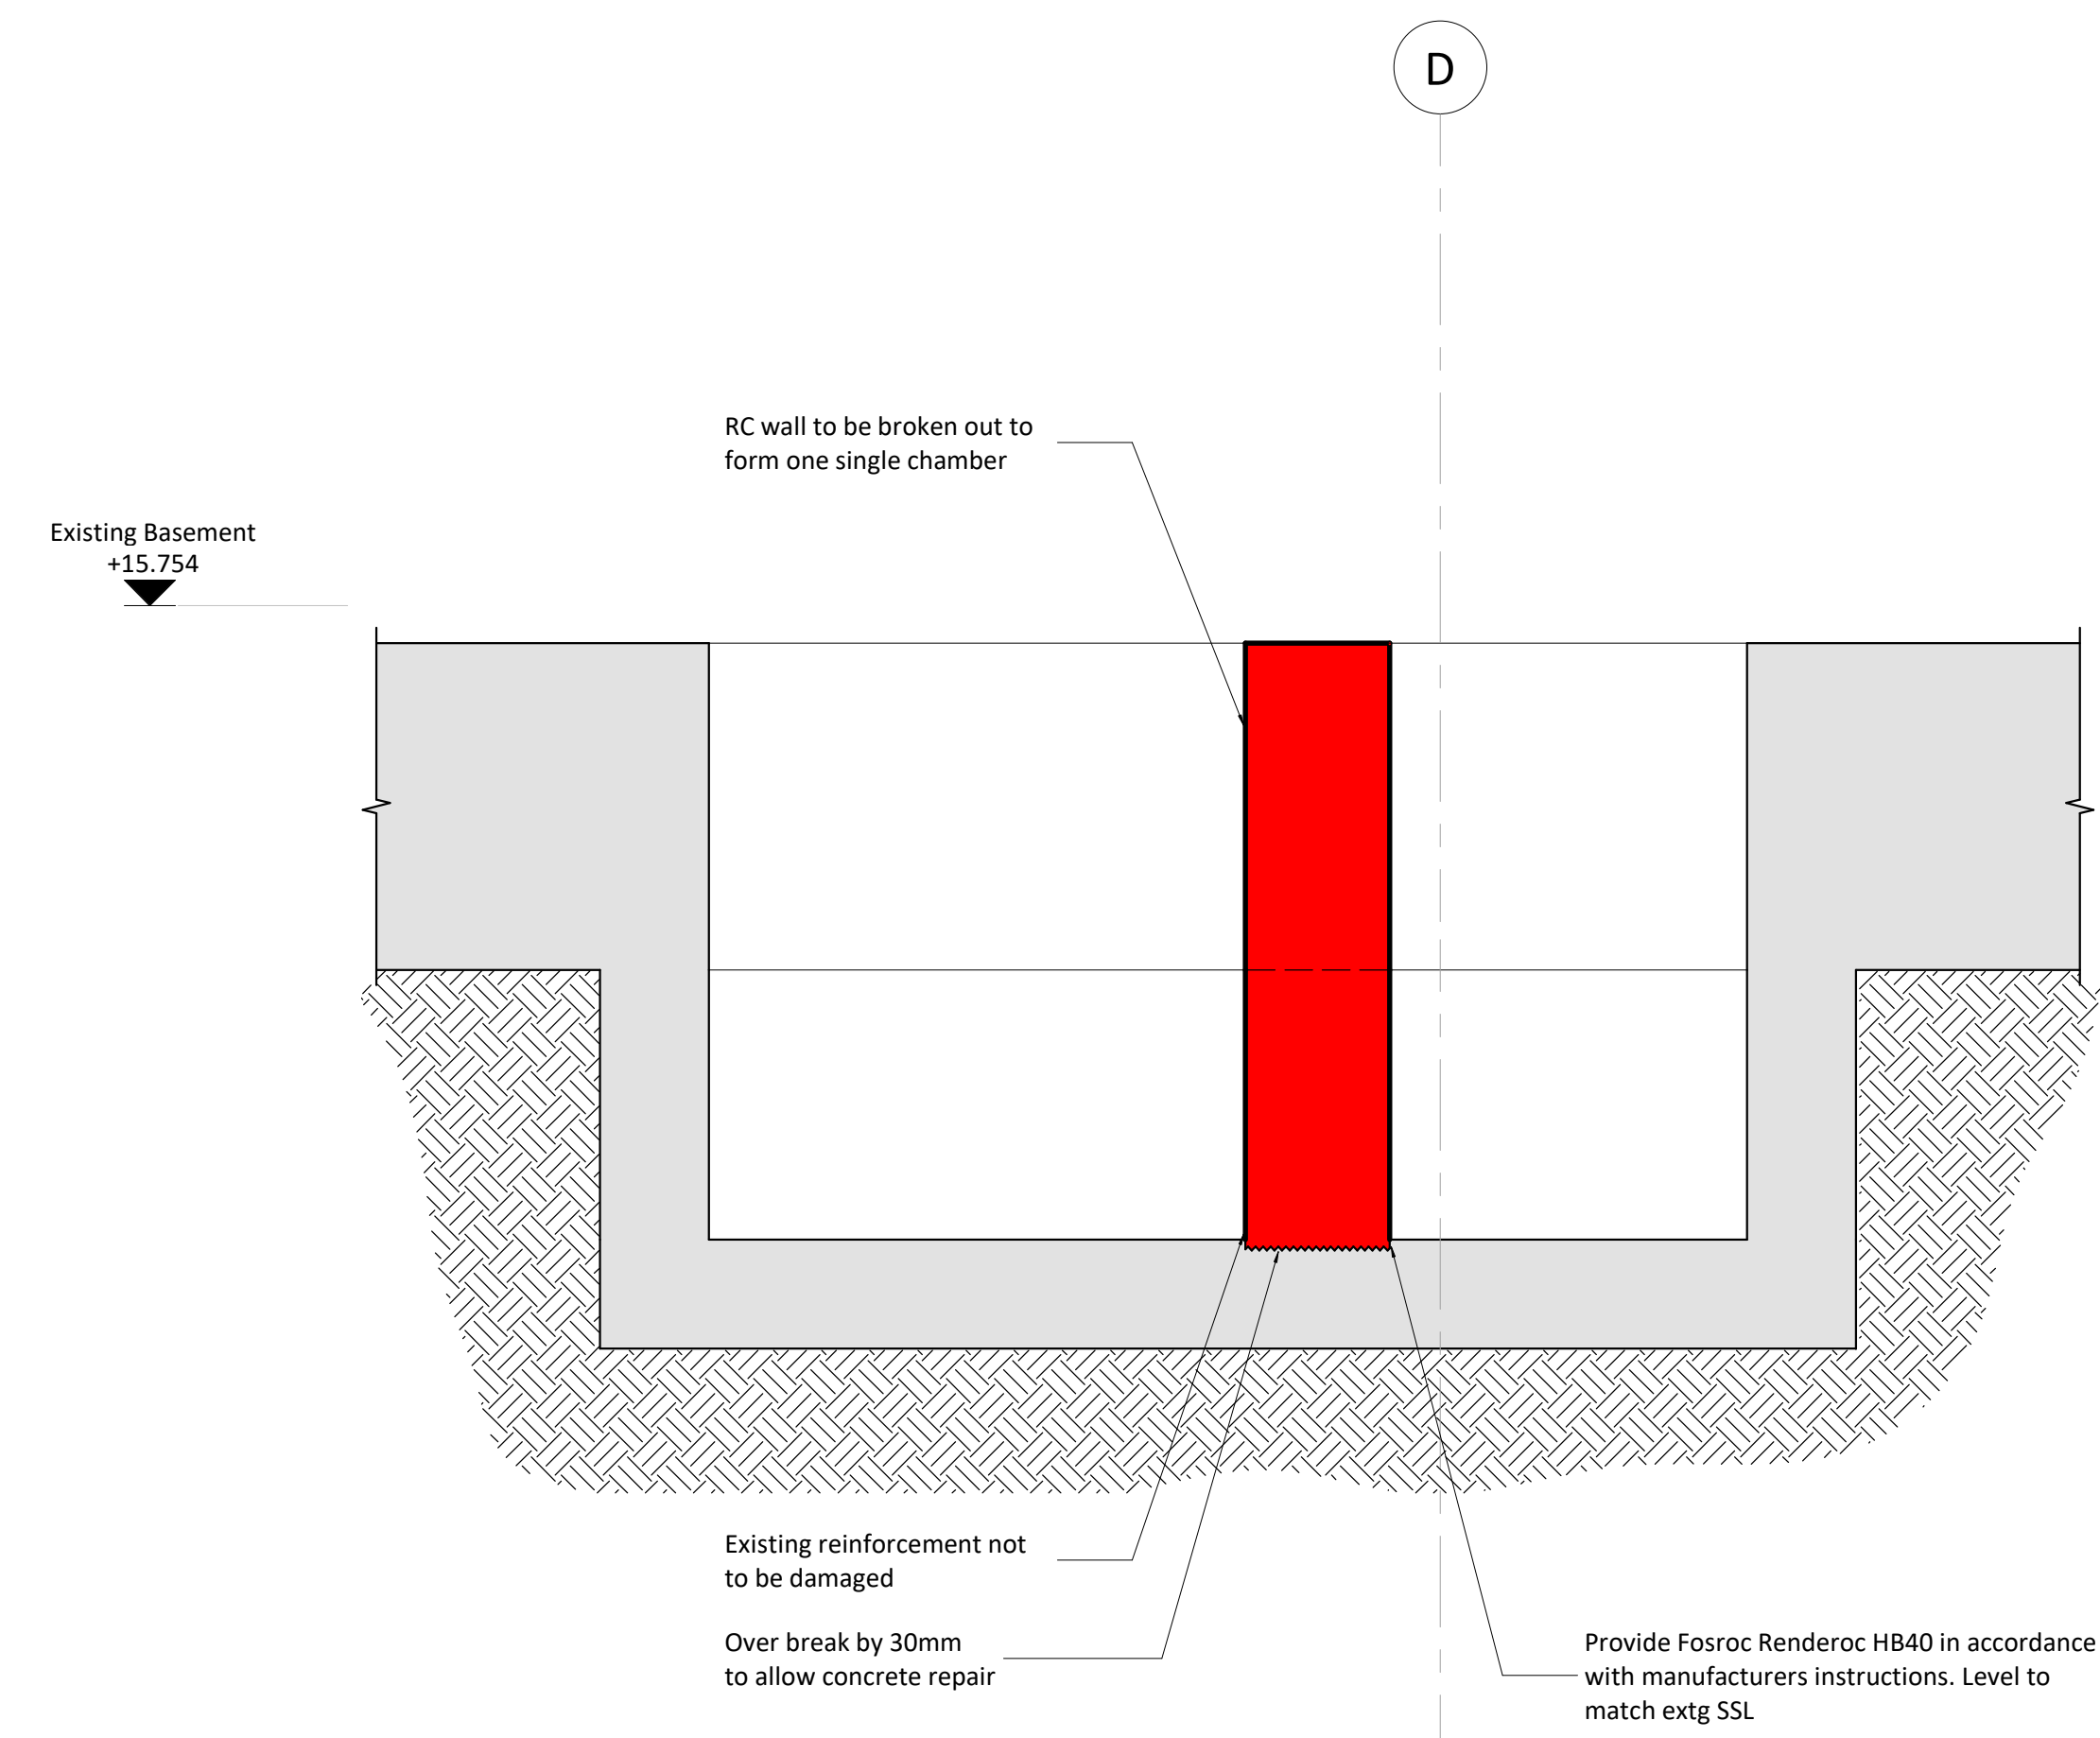 D
RC wall to be broken out to
form one single chamber
Existing Basement
+15.754
Existing reinforcement not
to be damaged
Over break by 30mm
to allow concrete repair
Provide Fosroc Renderoc HB40 in accordance
with manufacturers instructions. Level to
match extg SSL